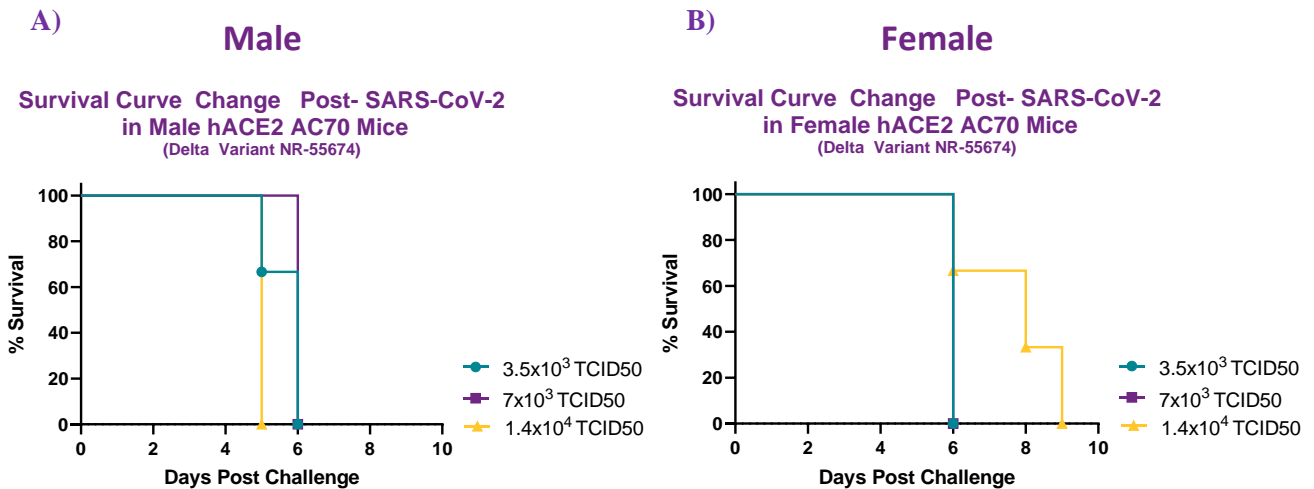 A)
Male
Survival Curve Change Post- SARS-CoV-2
in Male hACE2 AC70 Mice
(Delta Variant NR-55674)
% Survival
100
80
60
40
20
0
0 2 4 6 8 10
Days Post Challenge
3.5x10³ TCID50
7x10³ TCID50
1.4x10⁴ TCID50
B)
Female
Survival Curve Change Post- SARS-CoV-2
in Female hACE2 AC70 Mice
(Delta Variant NR-55674)
% Survival
100
80
60
40
20
0
0 2 4 6 8 10
Days Post Challenge
3.5x10³ TCID50
7x10³ TCID50
1.4x10⁴ TCID50